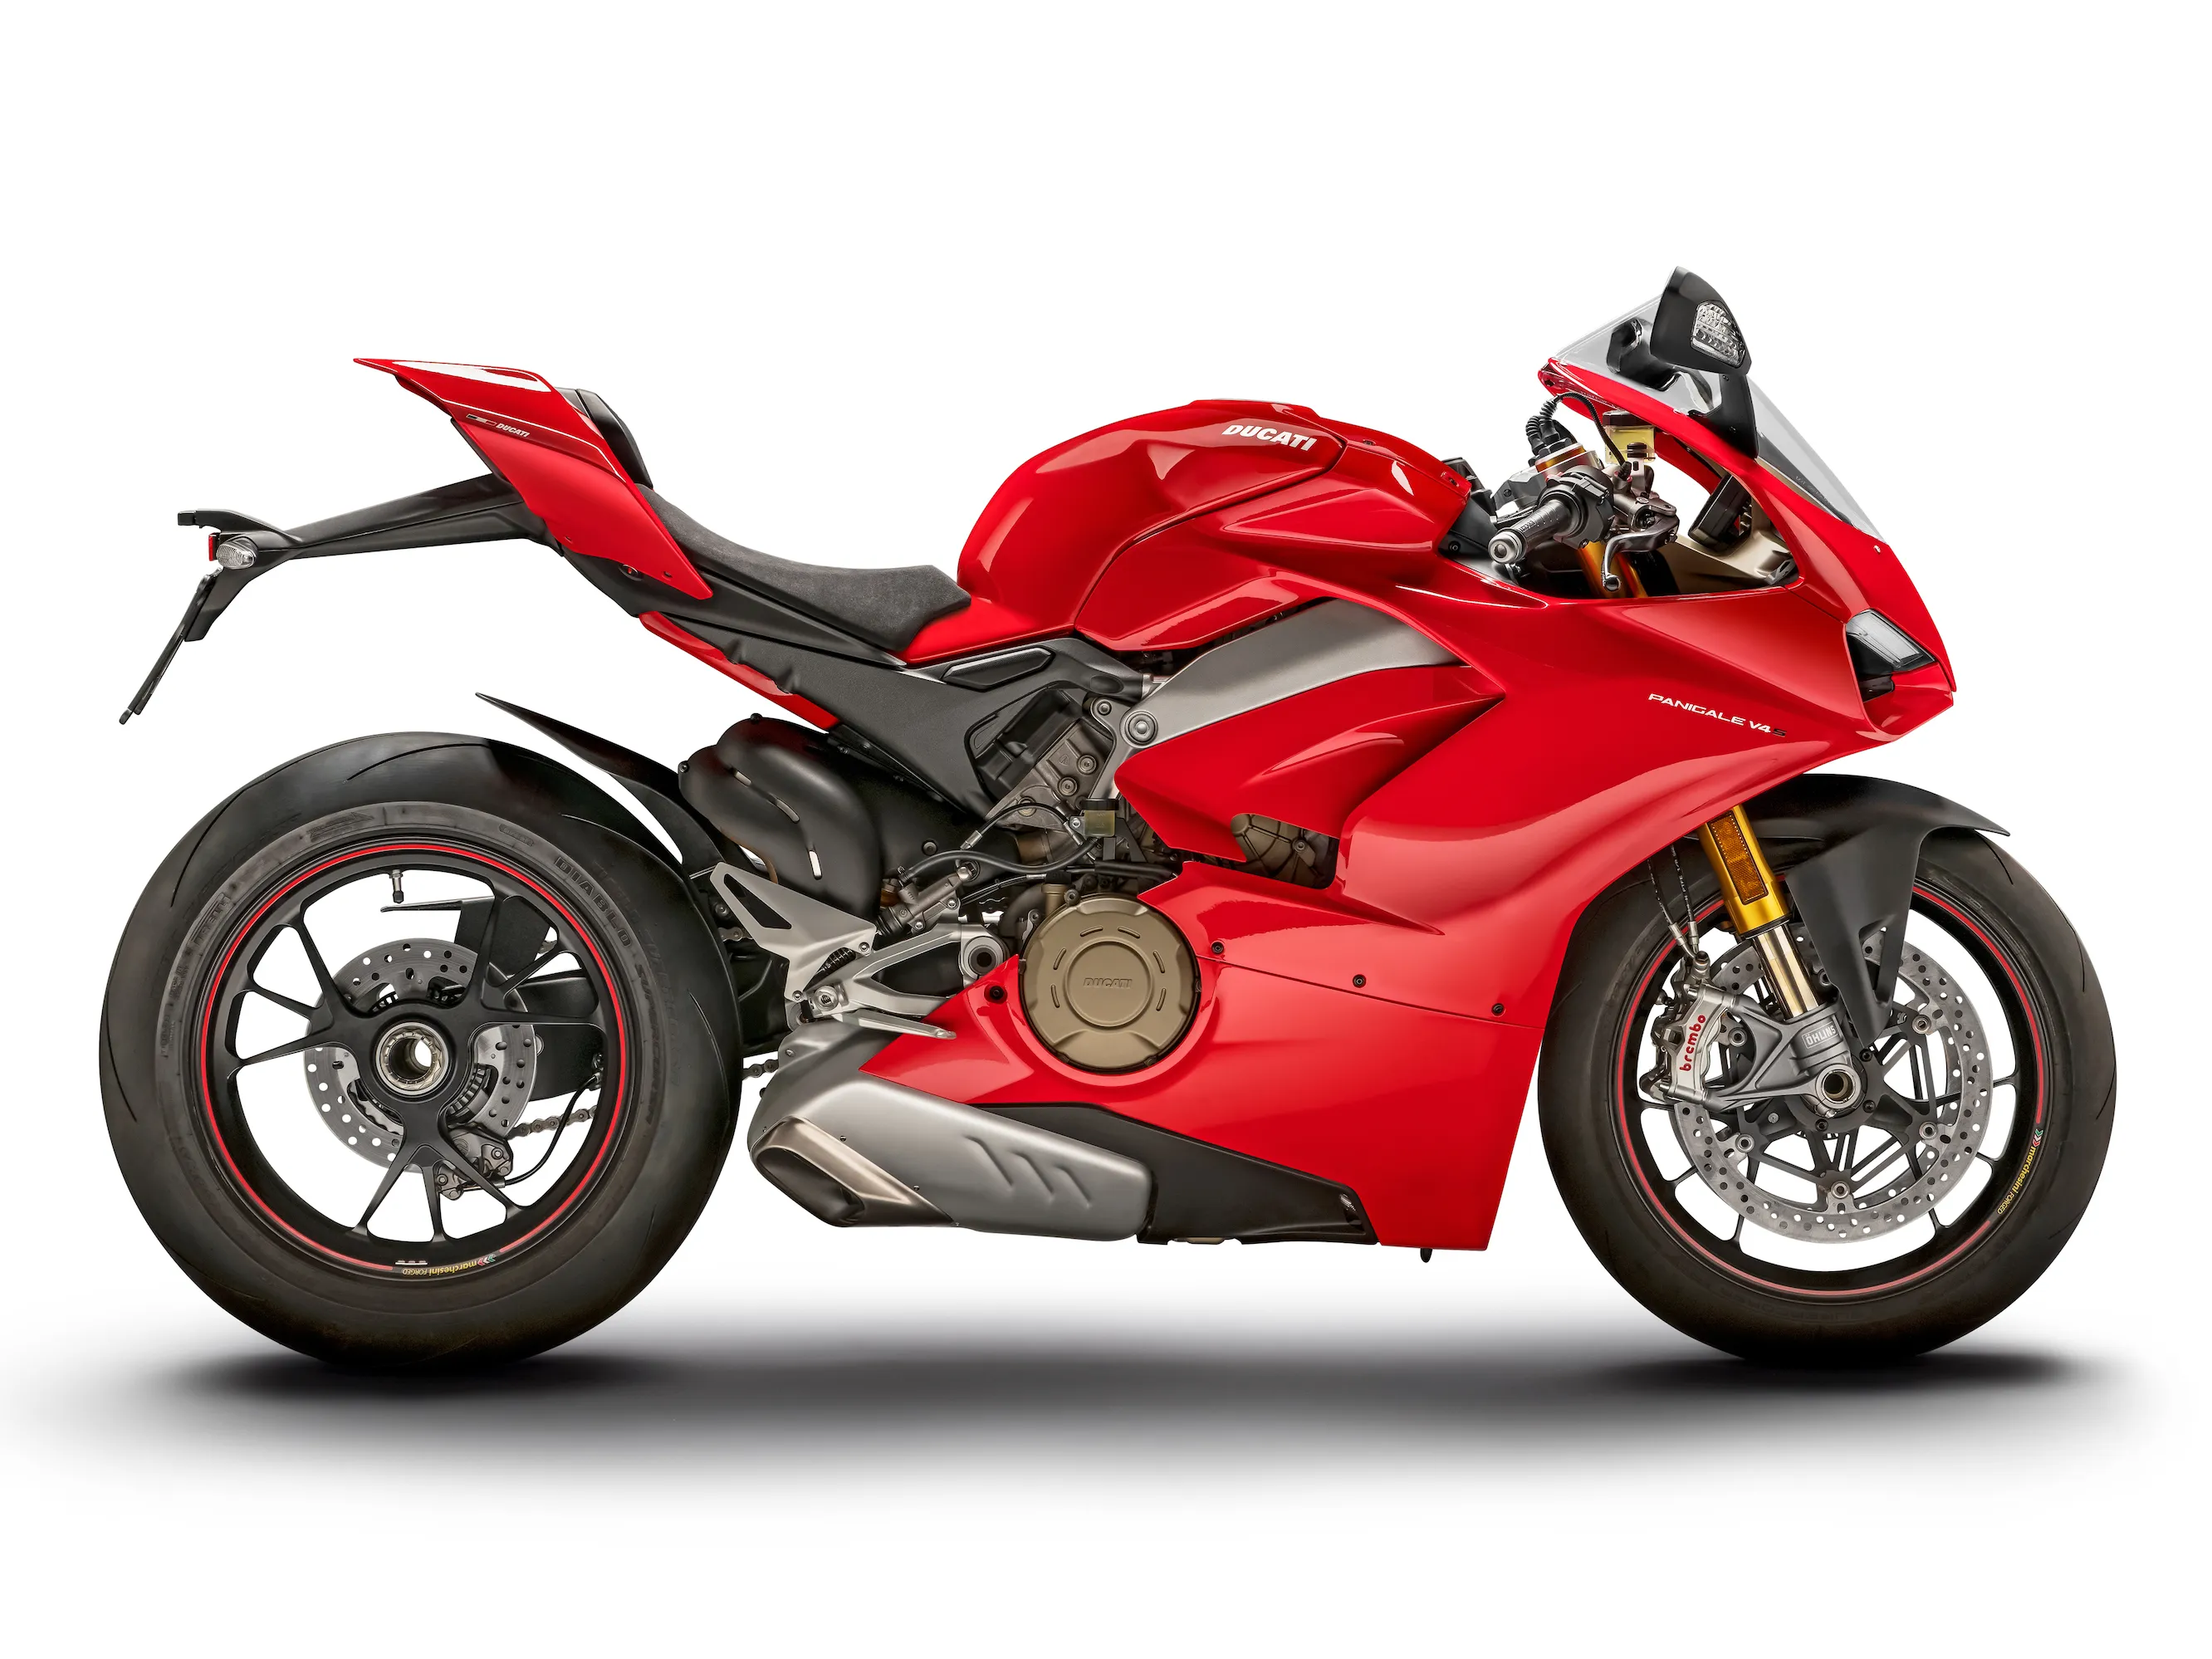 DUCATI
DUCATI
PANIGALE V4 S
DUCATI
DIABLO
brembo
ÖHLINS
marchesini FORGED
marchesini FORGED